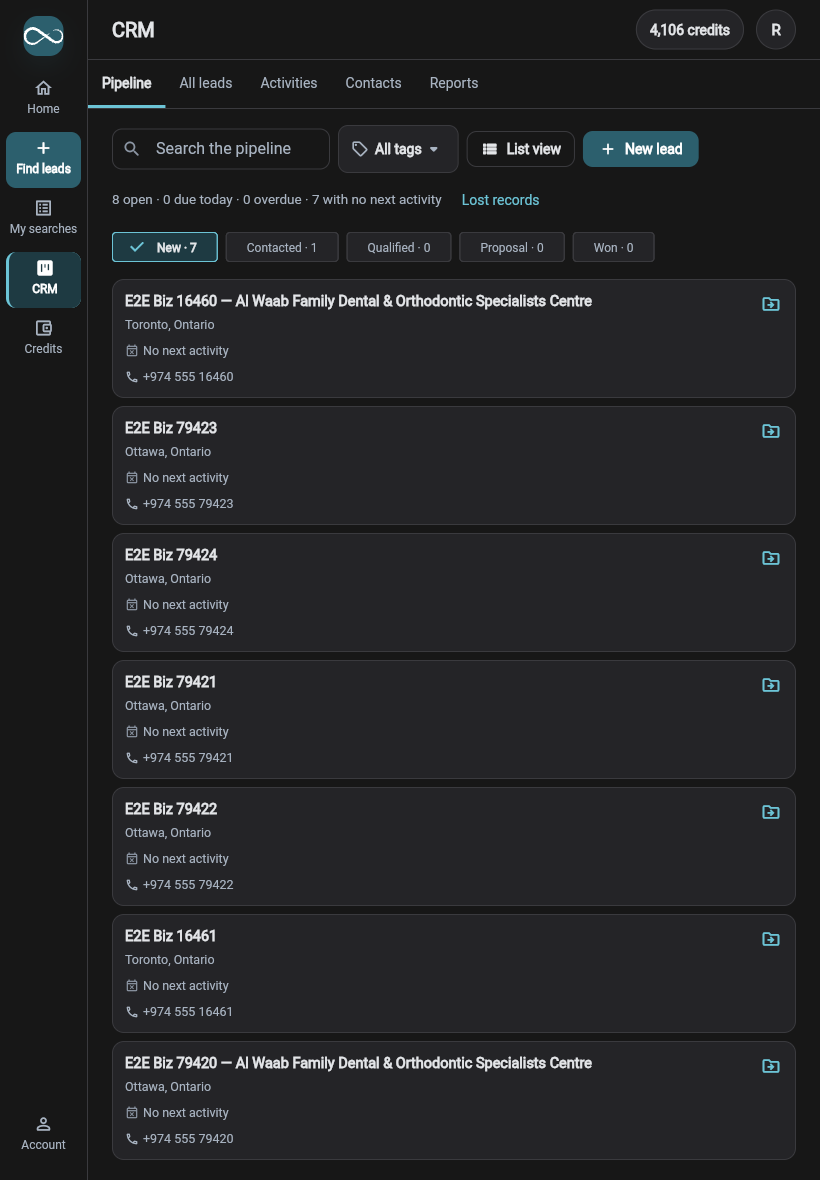 CRM
4,106 credits
R
Home
Find leads
My searches
CRM
Credits
Account
Pipeline
All leads
Activities
Contacts
Reports
Search the pipeline
All tags
List view
New lead
8 open · 0 due today · 0 overdue · 7 with no next activity
Lost records
New · 7
Contacted · 1
Qualified · 0
Proposal · 0
Won · 0
E2E Biz 16460 — Al Waab Family Dental & Orthodontic Specialists Centre
Toronto, Ontario
No next activity
+974 555 16460
E2E Biz 79423
Ottawa, Ontario
No next activity
+974 555 79423
E2E Biz 79424
Ottawa, Ontario
No next activity
+974 555 79424
E2E Biz 79421
Ottawa, Ontario
No next activity
+974 555 79421
E2E Biz 79422
Ottawa, Ontario
No next activity
+974 555 79422
E2E Biz 16461
Toronto, Ontario
No next activity
+974 555 16461
E2E Biz 79420 — Al Waab Family Dental & Orthodontic Specialists Centre
Ottawa, Ontario
No next activity
+974 555 79420